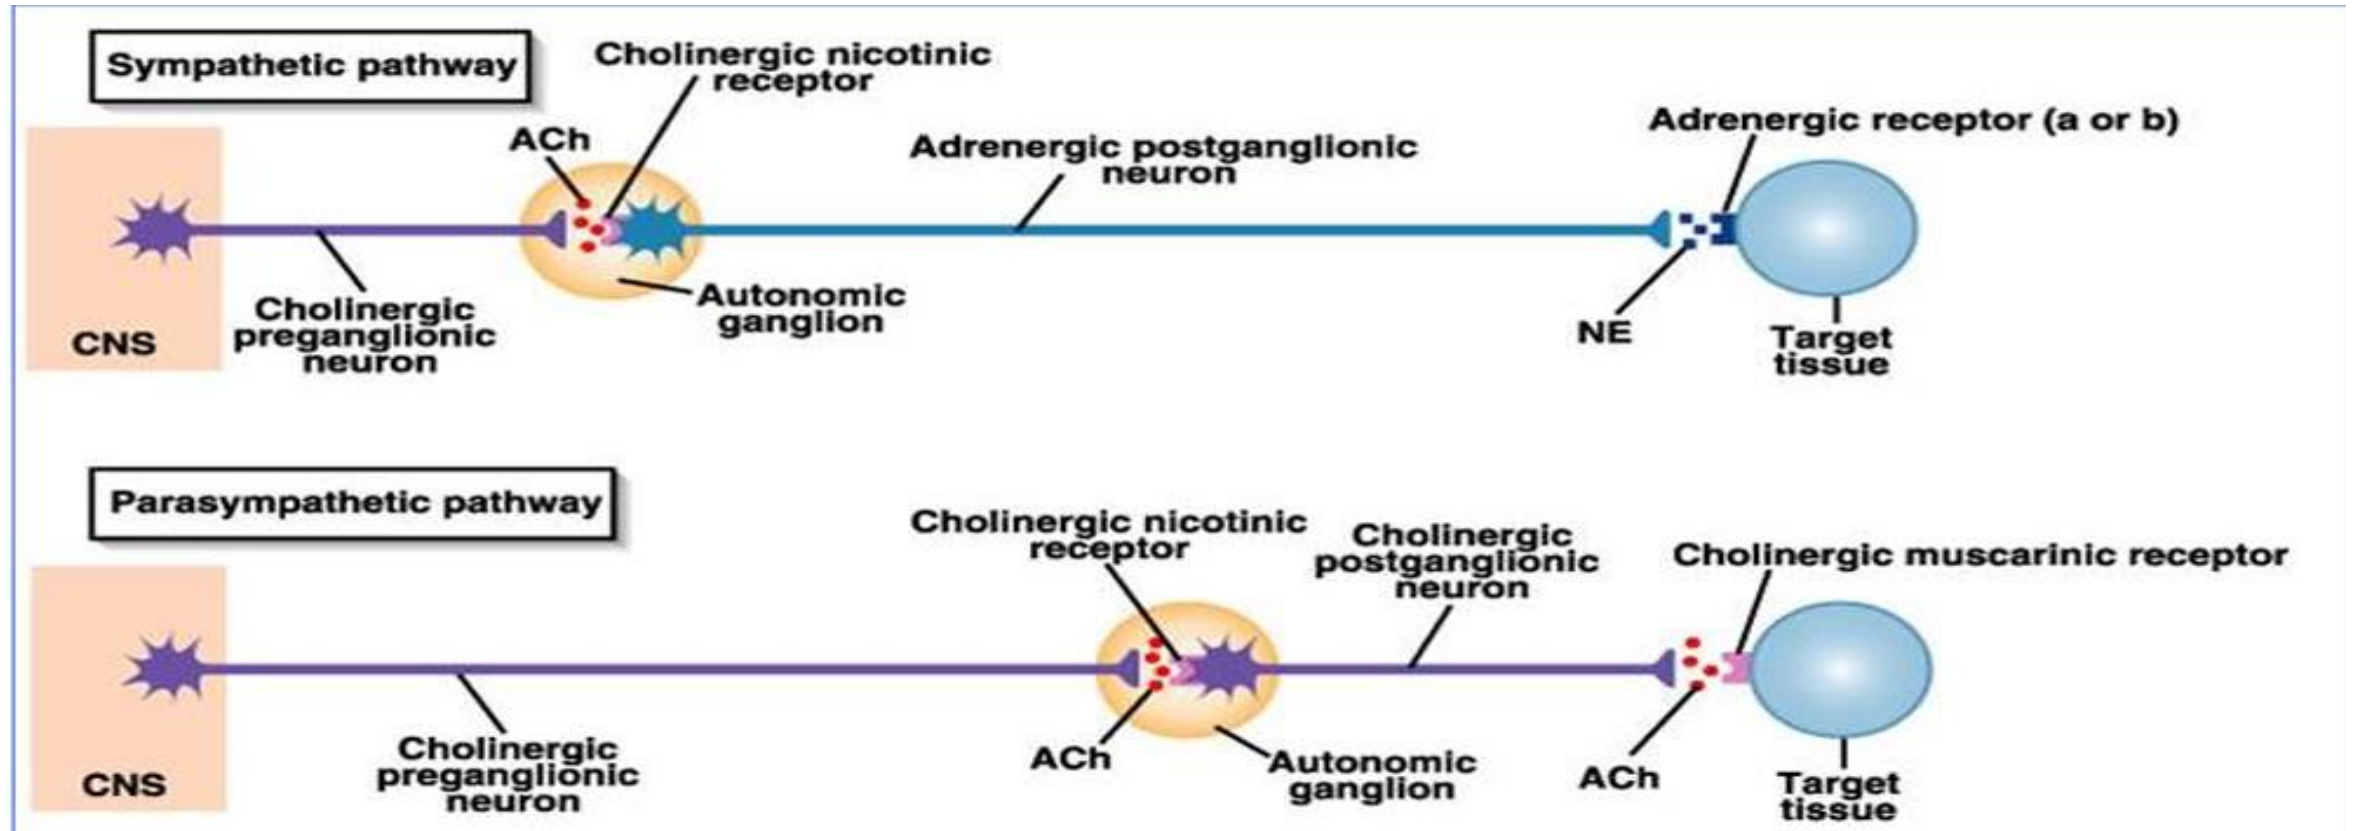 Sympathetic pathway
Cholinergic nicotinic
receptor
ACh
Adrenergic postganglionic
neuron
Adrenergic receptor (a or b)
Cholinergic
preganglionic
neuron
CNS
Autonomic
ganglion
NE
Target
tissue
Parasympathetic pathway
Cholinergic nicotinic
receptor
Cholinergic
postganglionic
neuron
Cholinergic muscarinic receptor
CNS
Cholinergic
preganglionic
neuron
ACh
Autonomic
ganglion
ACh
Target
tissue